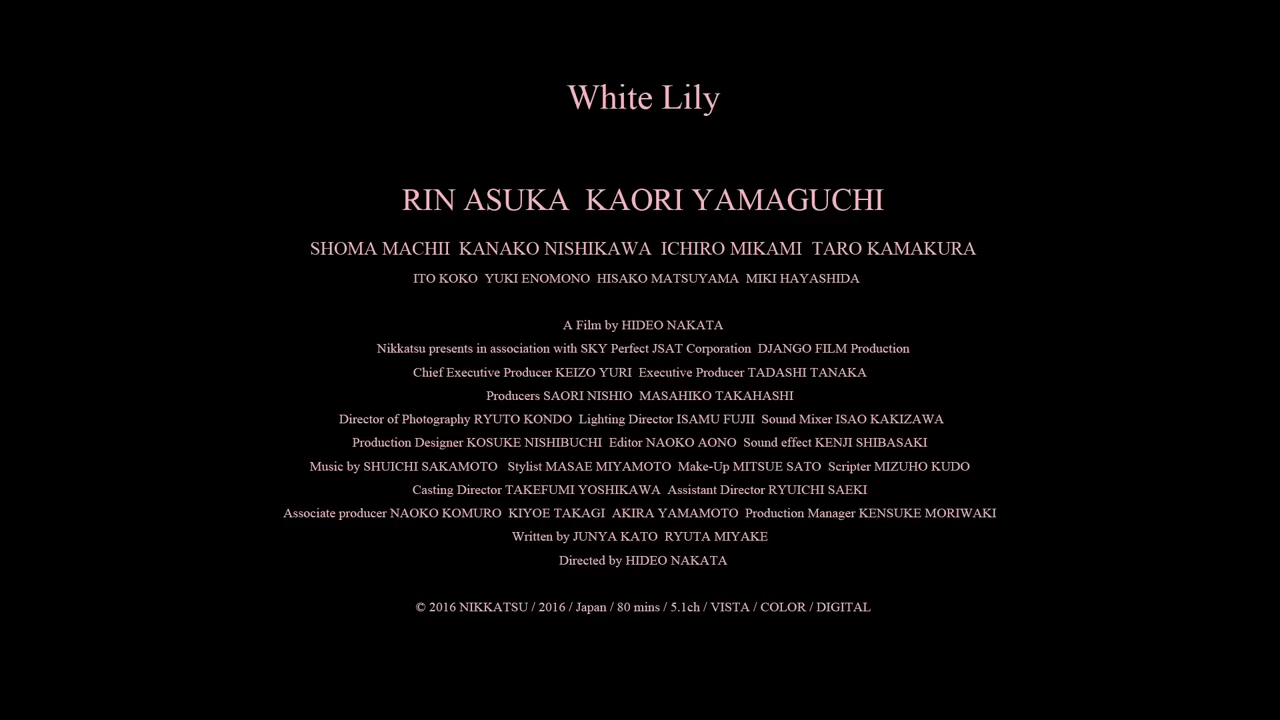 White Lily
RIN ASUKA  KAORI YAMAGUCHI
SHOMA MACHII  KANAKO NISHIKAWA  ICHIRO MIKAMI  TARO KAMAKURA
ITO KOKO  YUKI ENOMONO  HISAKO MATSUYAMA  MIKI HAYASHIDA
A Film by HIDEO NAKATA
Nikkatsu presents in association with SKY Perfect JSAT Corporation  DJANGO FILM Production
Chief Executive Producer KEIZO YURI  Executive Producer TADASHI TANAKA
Producers SAORI NISHIO  MASAHIKO TAKAHASHI
Director of Photography RYUTO KONDO  Lighting Director ISAMU FUJII  Sound Mixer ISAO KAKIZAWA
Production Designer KOSUKE NISHIBUCHI  Editor NAOKO AONO  Sound effect KENJI SHIBASAKI
Music by SHUICHI SAKAMOTO  Stylist MASAE MIYAMOTO  Make-Up MITSUE SATO  Scripter MIZUHO KUDO
Casting Director TAKEFUMI YOSHIKAWA  Assistant Director RYUICHI SAEKI
Associate producer NAOKO KOMURO  KIYOE TAKAGI  AKIRA YAMAMOTO  Production Manager KENSUKE MORIWAKI
Written by JUNYA KATO  RYUTA MIYAKE
Directed by HIDEO NAKATA
© 2016 NIKKATSU / 2016 / Japan / 80 mins / 5.1ch / VISTA / COLOR / DIGITAL